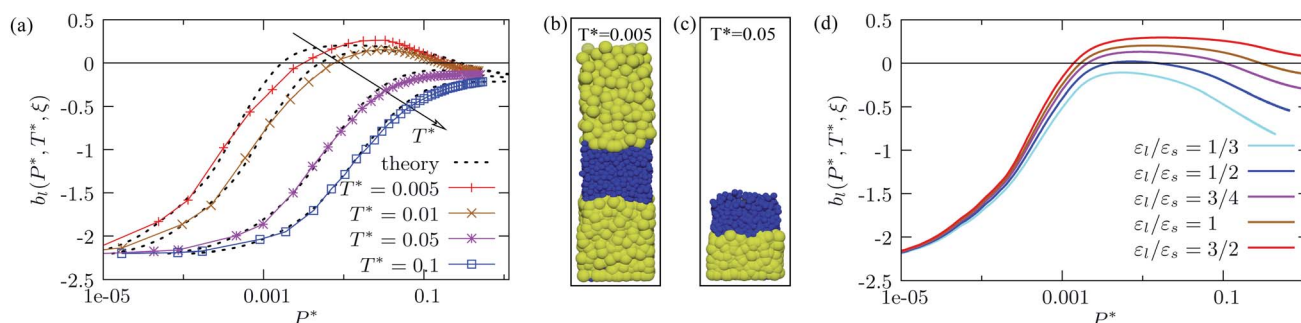 (a)
0.5
0
-0.5
-1
-1.5
-2
-2.5
b_l(P*, T*, ξ)
1e-05
0.001
0.1
P*
T*
theory
T* = 0.005
T* = 0.01
T* = 0.05
T* = 0.1
(b)
T*=0.005
(c)
T*=0.05
(d)
0.5
0
-0.5
-1
-1.5
-2
-2.5
b_l(P*, T*, ξ)
1e-05
0.001
0.1
P*
ε_l/ε_s = 1/3
ε_l/ε_s = 1/2
ε_l/ε_s = 3/4
ε_l/ε_s = 1
ε_l/ε_s = 3/2